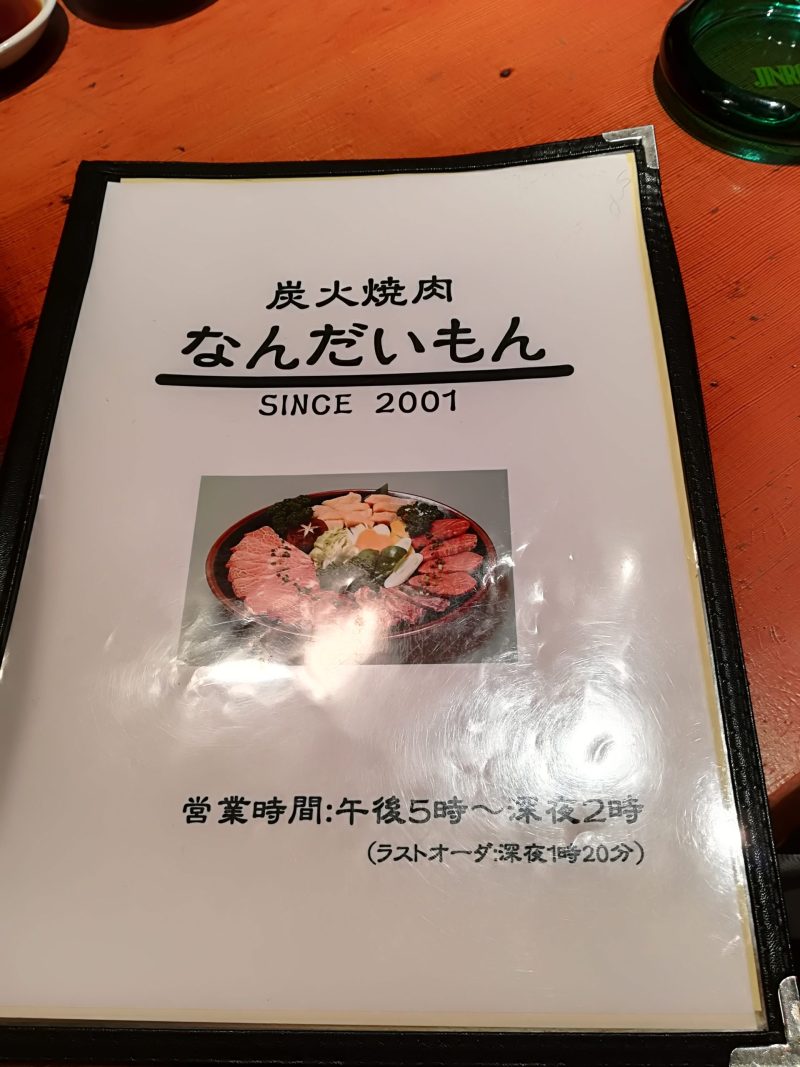 炭火焼肉
なんだいもん
SINCE 2001
営業時間:午後5時～深夜2時
(ラストオーダ:深夜1時20分)